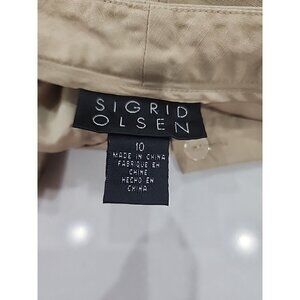 SIGRID
OLSEN
10
MADE IN CHINA
FABRIQUE EN
CHINE
HECHO EN
CHINA